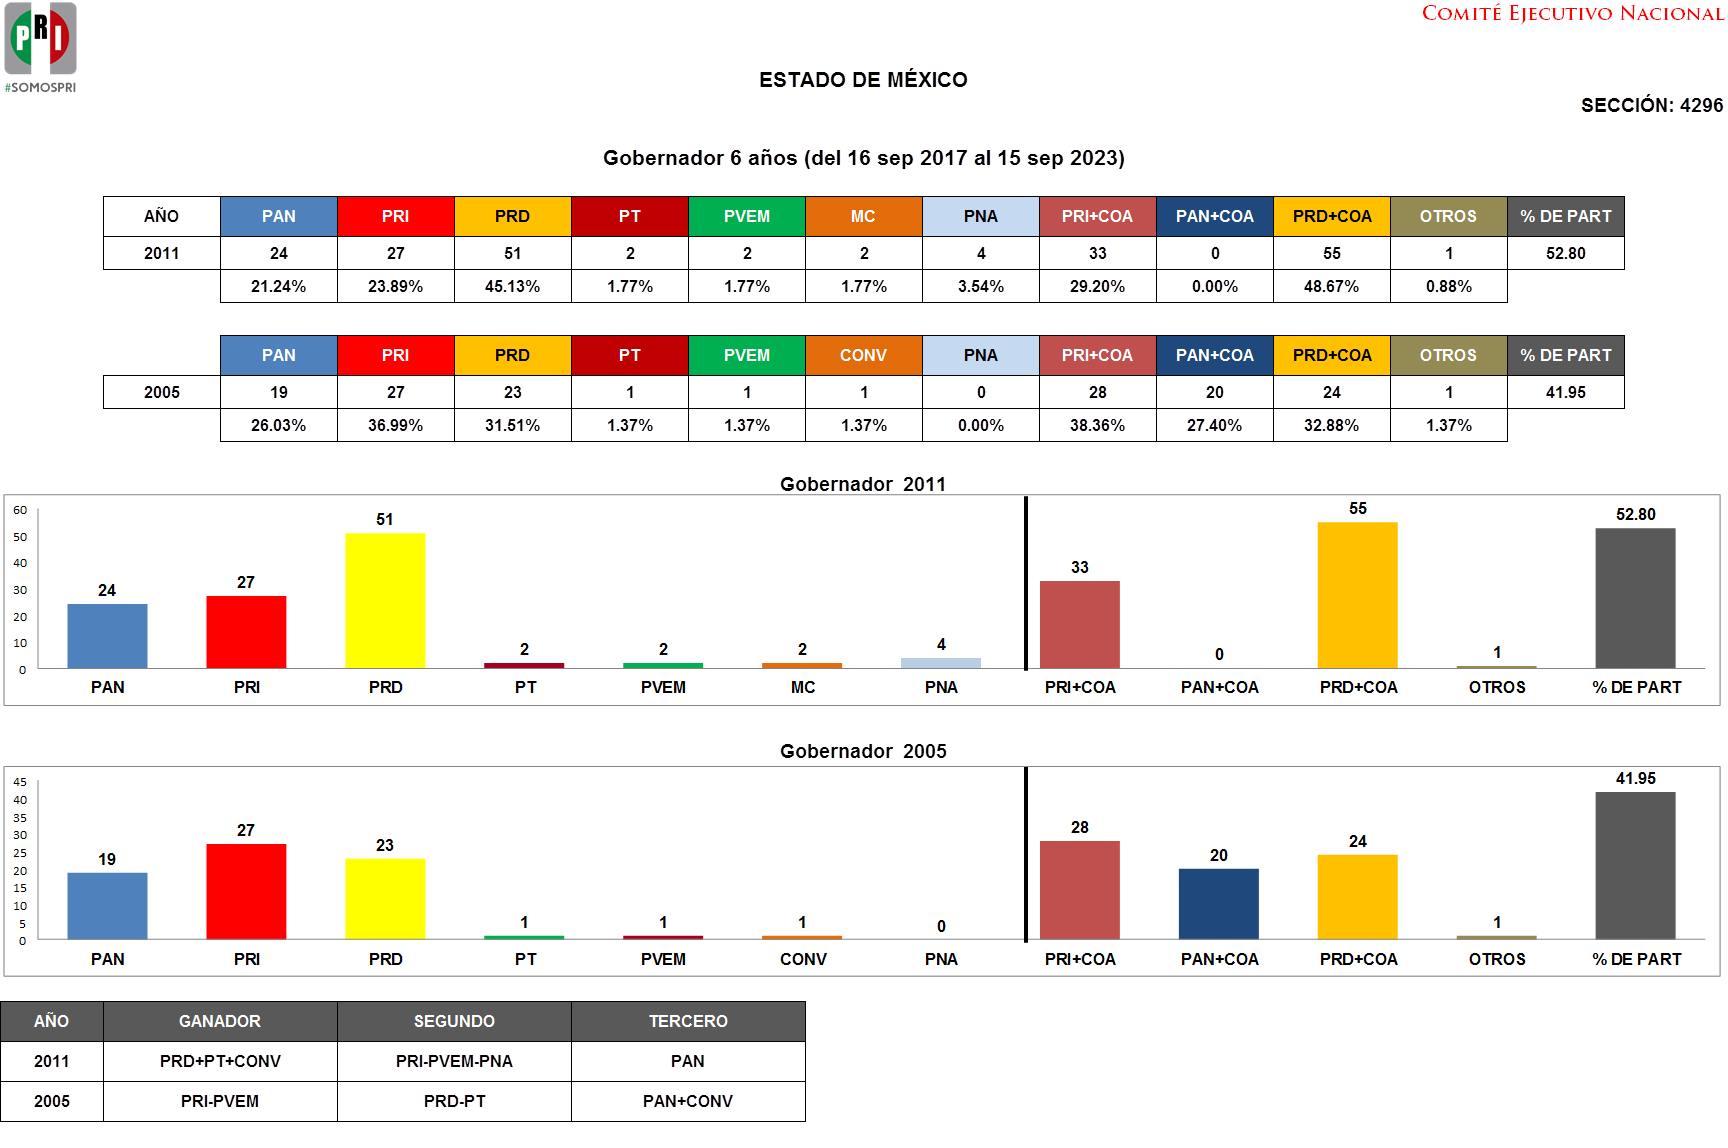 PRI
#SOMOSPRI
COMITÉ EJECUTIVO NACIONAL
ESTADO DE MÉXICO
SECCIÓN: 4296
Gobernador 6 años (del 16 sep 2017 al 15 sep 2023)
AÑO PAN PRI PRD PT PVEM MC PNA PRI+COA PAN+COA PRD+COA OTROS % DE PART
2011 24 27 51 2 2 2 4 33 0 55 1 52.80
21.24% 23.89% 45.13% 1.77% 1.77% 1.77% 3.54% 29.20% 0.00% 48.67% 0.88%
PAN PRI PRD PT PVEM CONV PNA PRI+COA PAN+COA PRD+COA OTROS % DE PART
2005 19 27 23 1 1 1 0 28 20 24 1 41.95
26.03% 36.99% 31.51% 1.37% 1.37% 1.37% 0.00% 38.36% 27.40% 32.88% 1.37%
Gobernador 2011
60
50
40
30
20
10
0
24 27 51 2 2 2 4 33 0 55 1 52.80
PAN PRI PRD PT PVEM MC PNA PRI+COA PAN+COA PRD+COA OTROS % DE PART
Gobernador 2005
45
40
35
30
25
20
15
10
5
0
19 27 23 1 1 1 0 28 20 24 1 41.95
PAN PRI PRD PT PVEM CONV PNA PRI+COA PAN+COA PRD+COA OTROS % DE PART
AÑO GANADOR SEGUNDO TERCERO
2011 PRD+PT+CONV PRI-PVEM-PNA PAN
2005 PRI-PVEM PRD-PT PAN+CONV